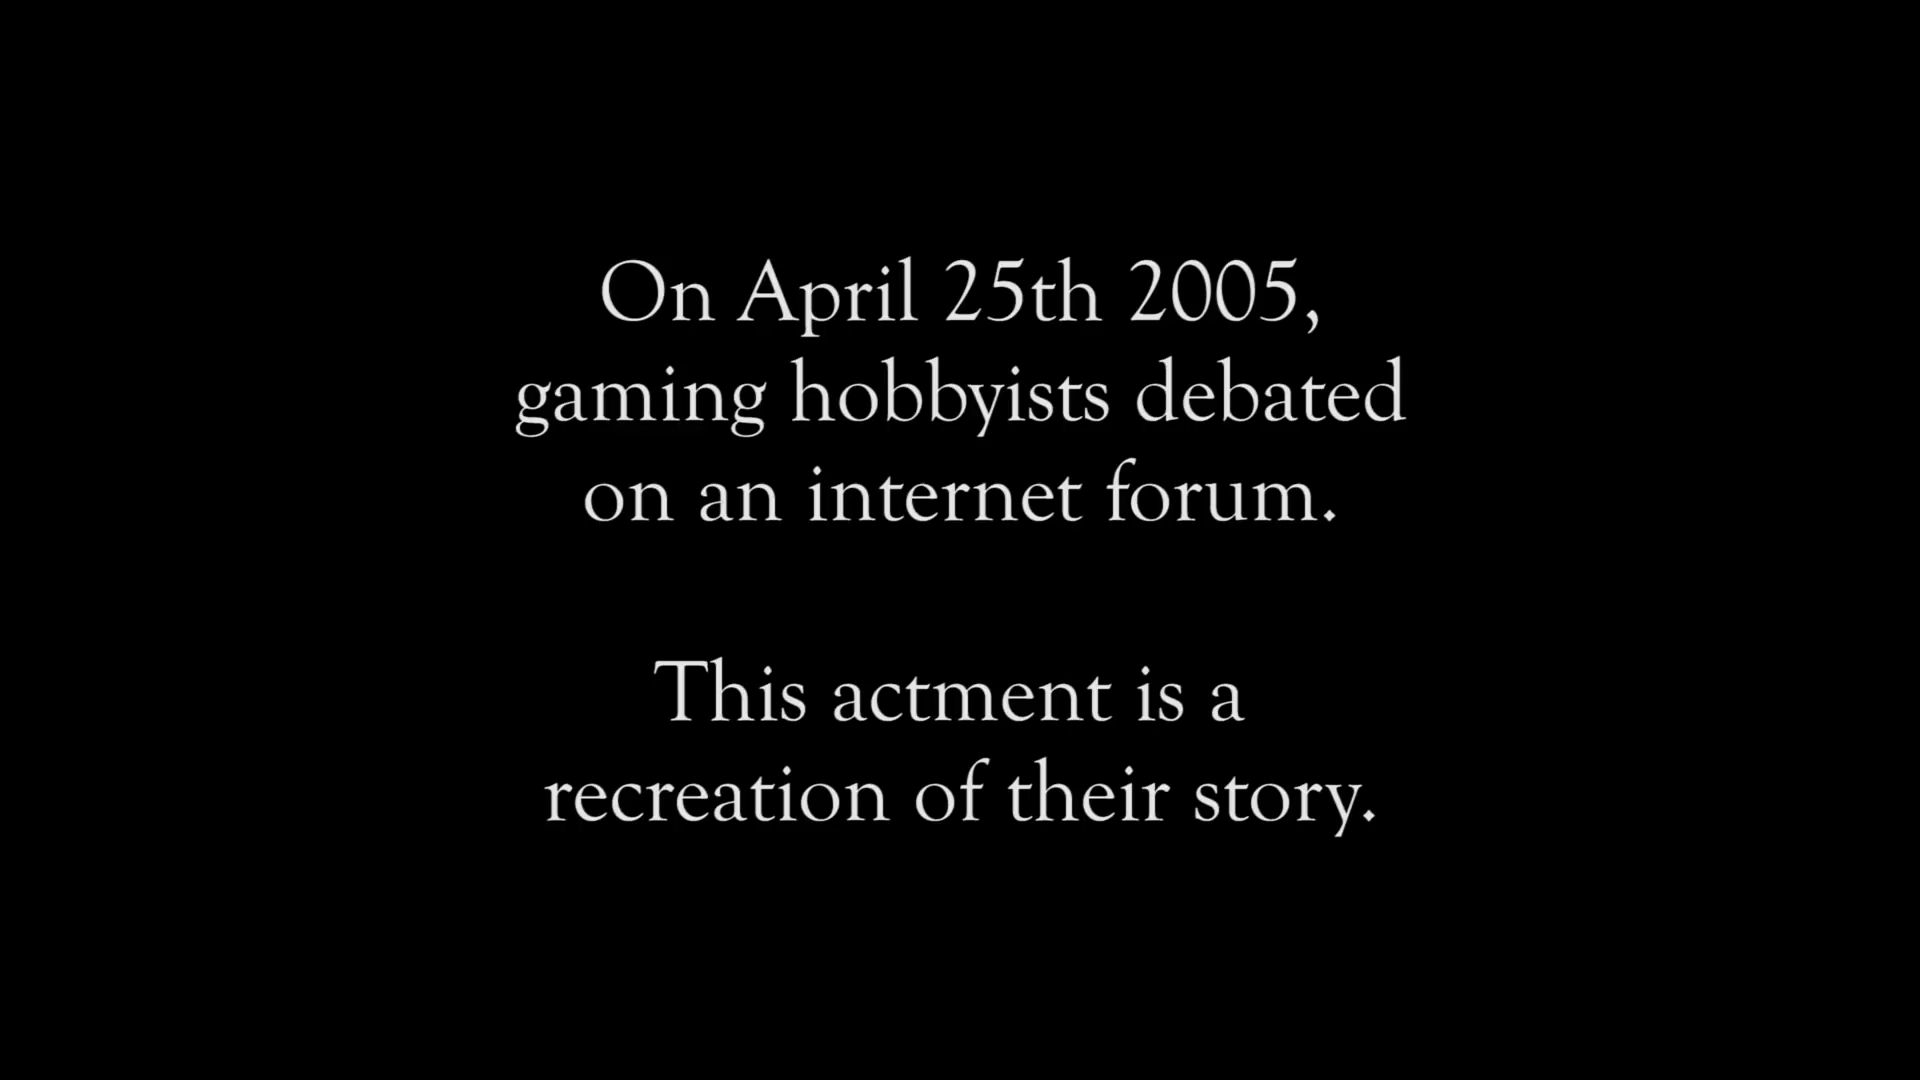 On April 25th 2005,
gaming hobbyists debated
on an internet forum.
This actment is a
recreation of their story.